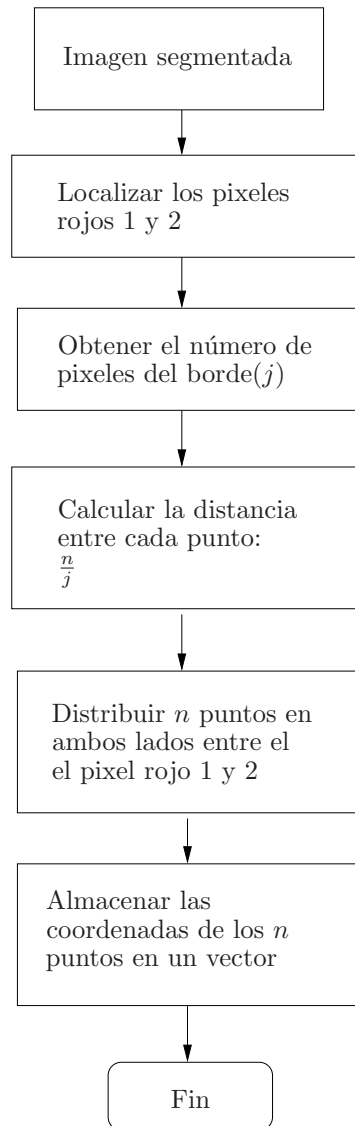 Imagen segmentada
Localizar los pixeles
rojos 1 y 2
Obtener el número de
pixeles del borde(j)
Calcular la distancia
entre cada punto:
n/j
Distribuir n puntos en
ambos lados entre el
el pixel rojo 1 y 2
Almacenar las
coordenadas de los n
puntos en un vector
Fin